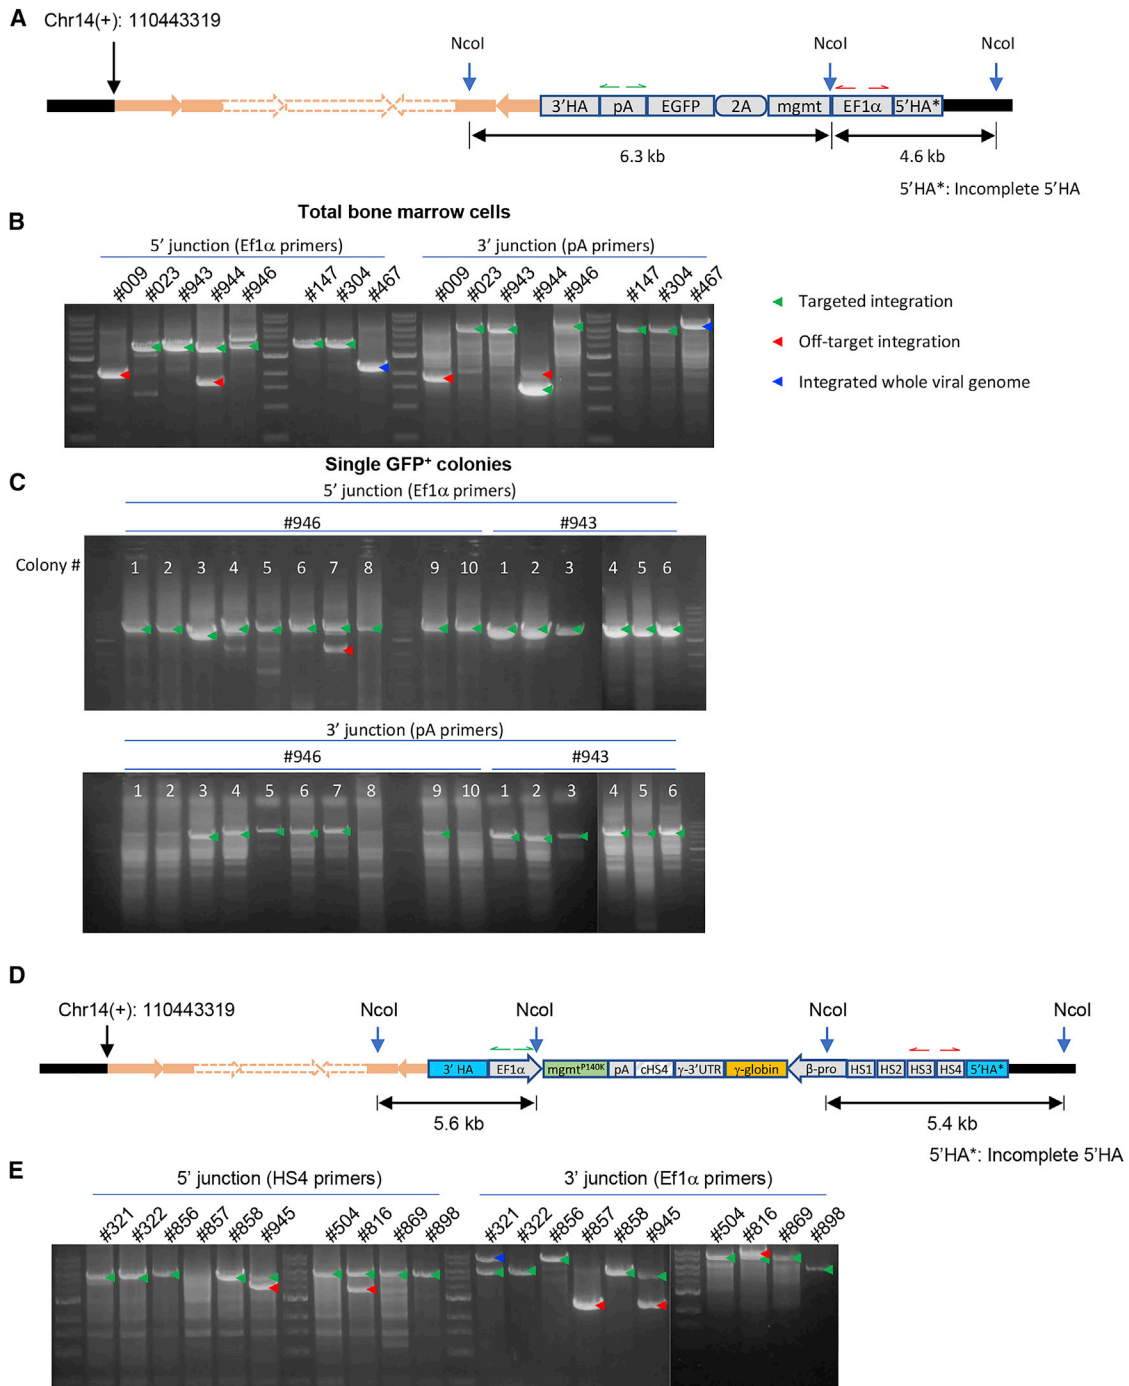 A
Chr14(+): 110443319
NcoI NcoI NcoI
3'HA pA EGFP 2A mgmt EF1α 5'HA*
6.3 kb 4.6 kb
5'HA*: Incomplete 5'HA
B
Total bone marrow cells
5' junction (Ef1α primers) 3' junction (pA primers)
#009 #023 #943 #944 #946 #147 #304 #467 #009 #023 #943 #944 #946 #147 #304 #467
Targeted integration
Off-target integration
Integrated whole viral genome
C
Single GFP+ colonies
5' junction (Ef1α primers)
#946 #943
Colony # 1 2 3 4 5 6 7 8 9 10 1 2 3 4 5 6
3' junction (pA primers)
#946 #943
1 2 3 4 5 6 7 8 9 10 1 2 3 4 5 6
D
Chr14(+): 110443319 NcoI NcoI NcoI NcoI
3' HA EF1α mgmtP140K pA cHS4 γ-3'UTR γ-globin β-pro HS1 HS2 HS3 HS4 5'HA*
5.6 kb 5.4 kb
5'HA*: Incomplete 5'HA
E
5' junction (HS4 primers) 3' junction (Ef1α primers)
#321 #322 #856 #857 #858 #945 #504 #816 #869 #898 #321 #322 #856 #857 #858 #945 #504 #816 #869 #898